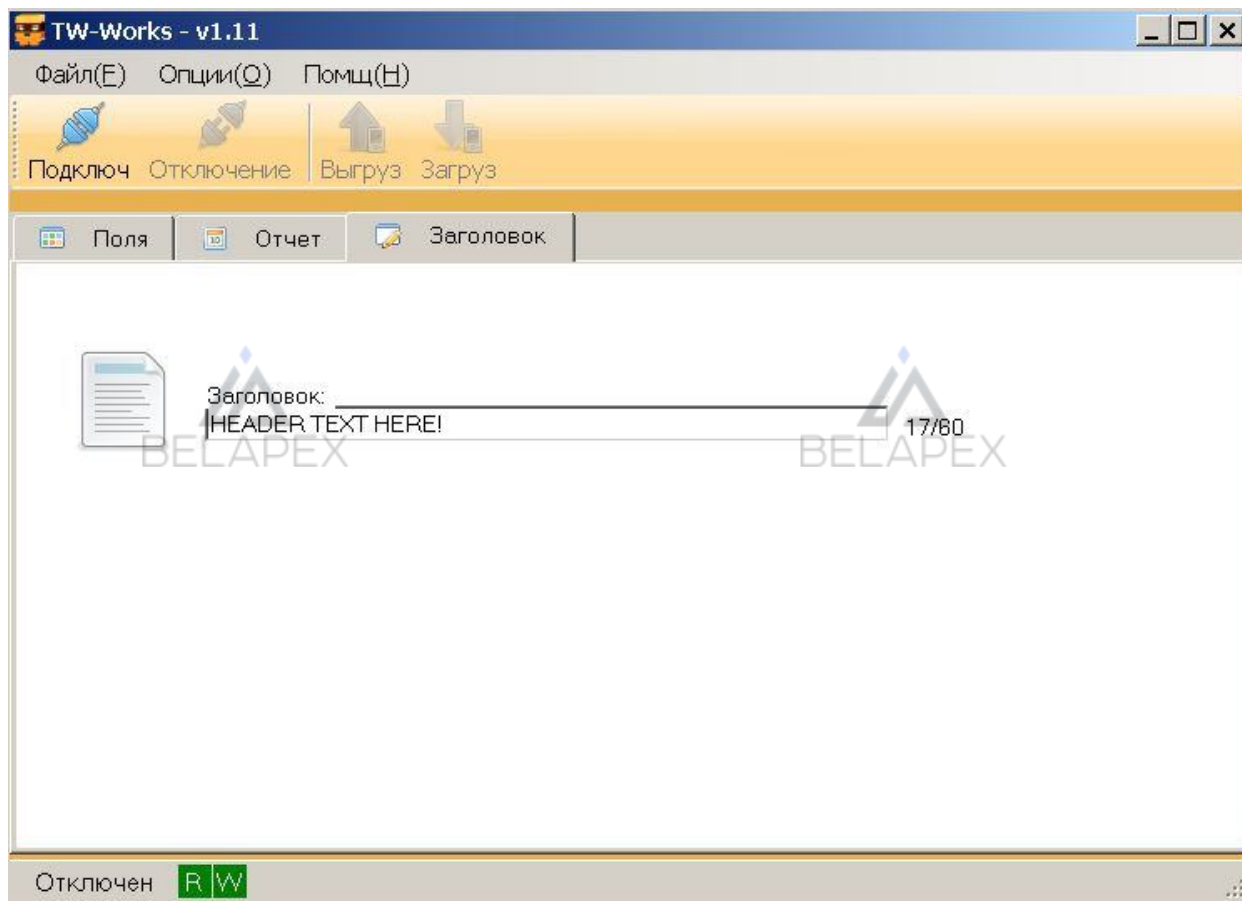 TW-Works - v1.11
Файл(F) Опции(O) Помщ(H)
Подключ Отключение Выгруз Загруз
Поля 10 Отчет Заголовок
Заголовок:
HEADER TEXT HERE! 17/60
BELAPEX BELAPEX
Отключен R W